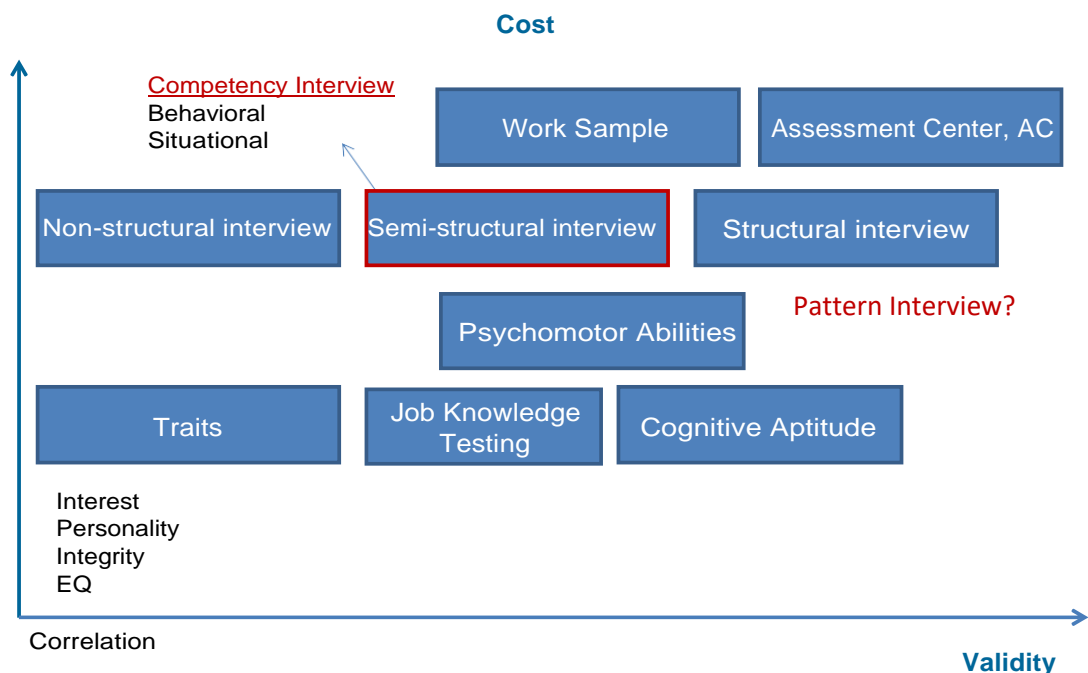 Cost
Competency Interview
Behavioral
Situational
Work Sample
Assessment Center, AC
Non-structural interview
Semi-structural interview
Structural interview
Pattern Interview?
Psychomotor Abilities
Traits
Job Knowledge
Testing
Cognitive Aptitude
Interest
Personality
Integrity
EQ
Correlation
Validity